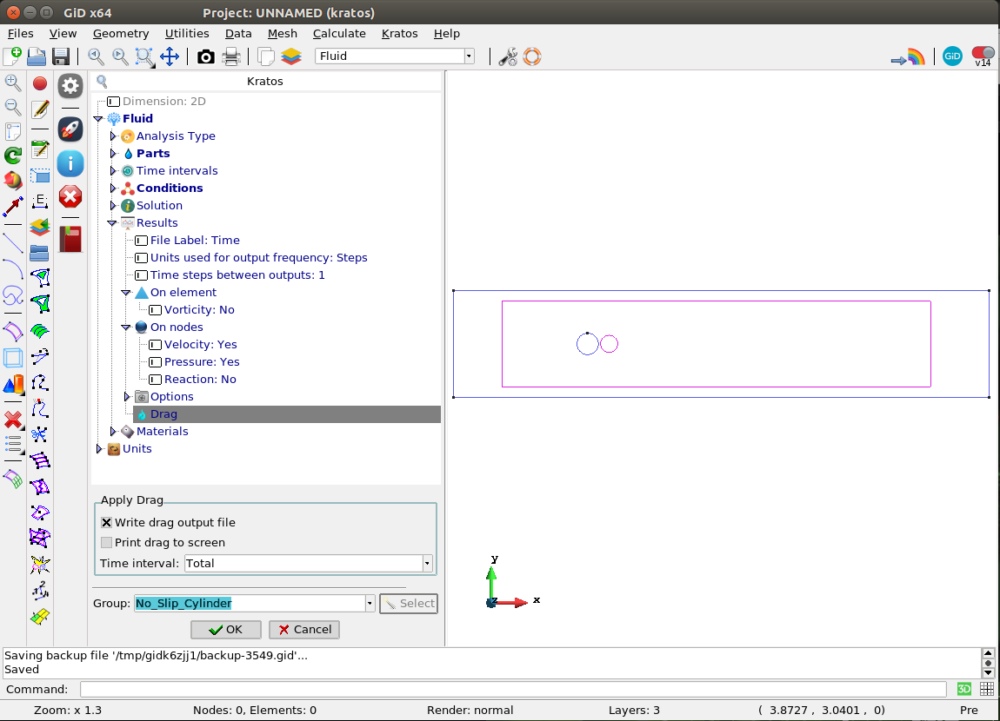 GiD x64 Project: UNNAMED (kratos)
Files View Geometry Utilities Data Mesh Calculate Kratos Help
Fluid
GiD
v14
Kratos
Dimension: 2D
Fluid
Analysis Type
Parts
Time intervals
Conditions
Solution
Results
File Label: Time
Units used for output frequency: Steps
Time steps between outputs: 1
On element
Vorticity: No
On nodes
Velocity: Yes
Pressure: Yes
Reaction: No
Options
Drag
Materials
Units
Apply Drag
Write drag output file
Print drag to screen
Time interval: Total
Group: No_Slip_Cylinder Select
OK Cancel
y
z x
Saving backup file '/tmp/gidk6zjj1/backup-3549.gid'...
Saved
Command:
3D
Zoom: x 1.3 Nodes: 0, Elements: 0 Render: normal Layers: 3 ( 3.8727 , 3.0401 , 0) Pre